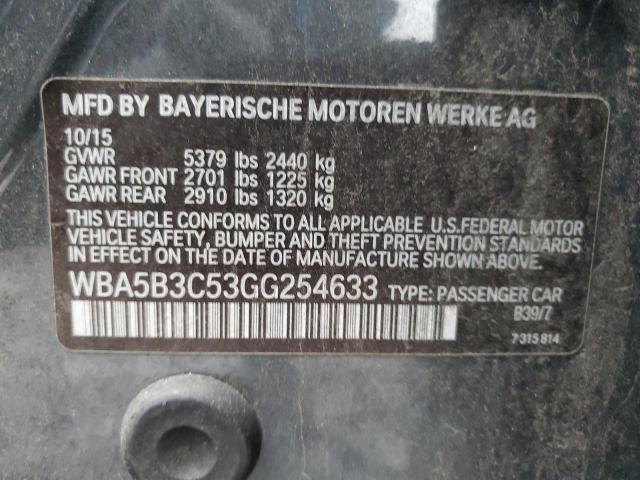 MFD BY BAYERISCHE MOTOREN WERKE AG
10/15
GVWR 5379 lbs 2440 kg
GAWR FRONT 2701 lbs 1225 kg
GAWR REAR 2910 lbs 1320 kg
THIS VEHICLE CONFORMS TO ALL APPLICABLE U.S.FEDERAL MOTOR
VEHICLE SAFETY, BUMPER AND THEFT PREVENTION STANDARDS
IN EFFECT ON THE DATE OF MANUFACTURE SHOWN ABOVE.
WBA5B3C53GG254633 TYPE: PASSENGER CAR
B39/7
7315814